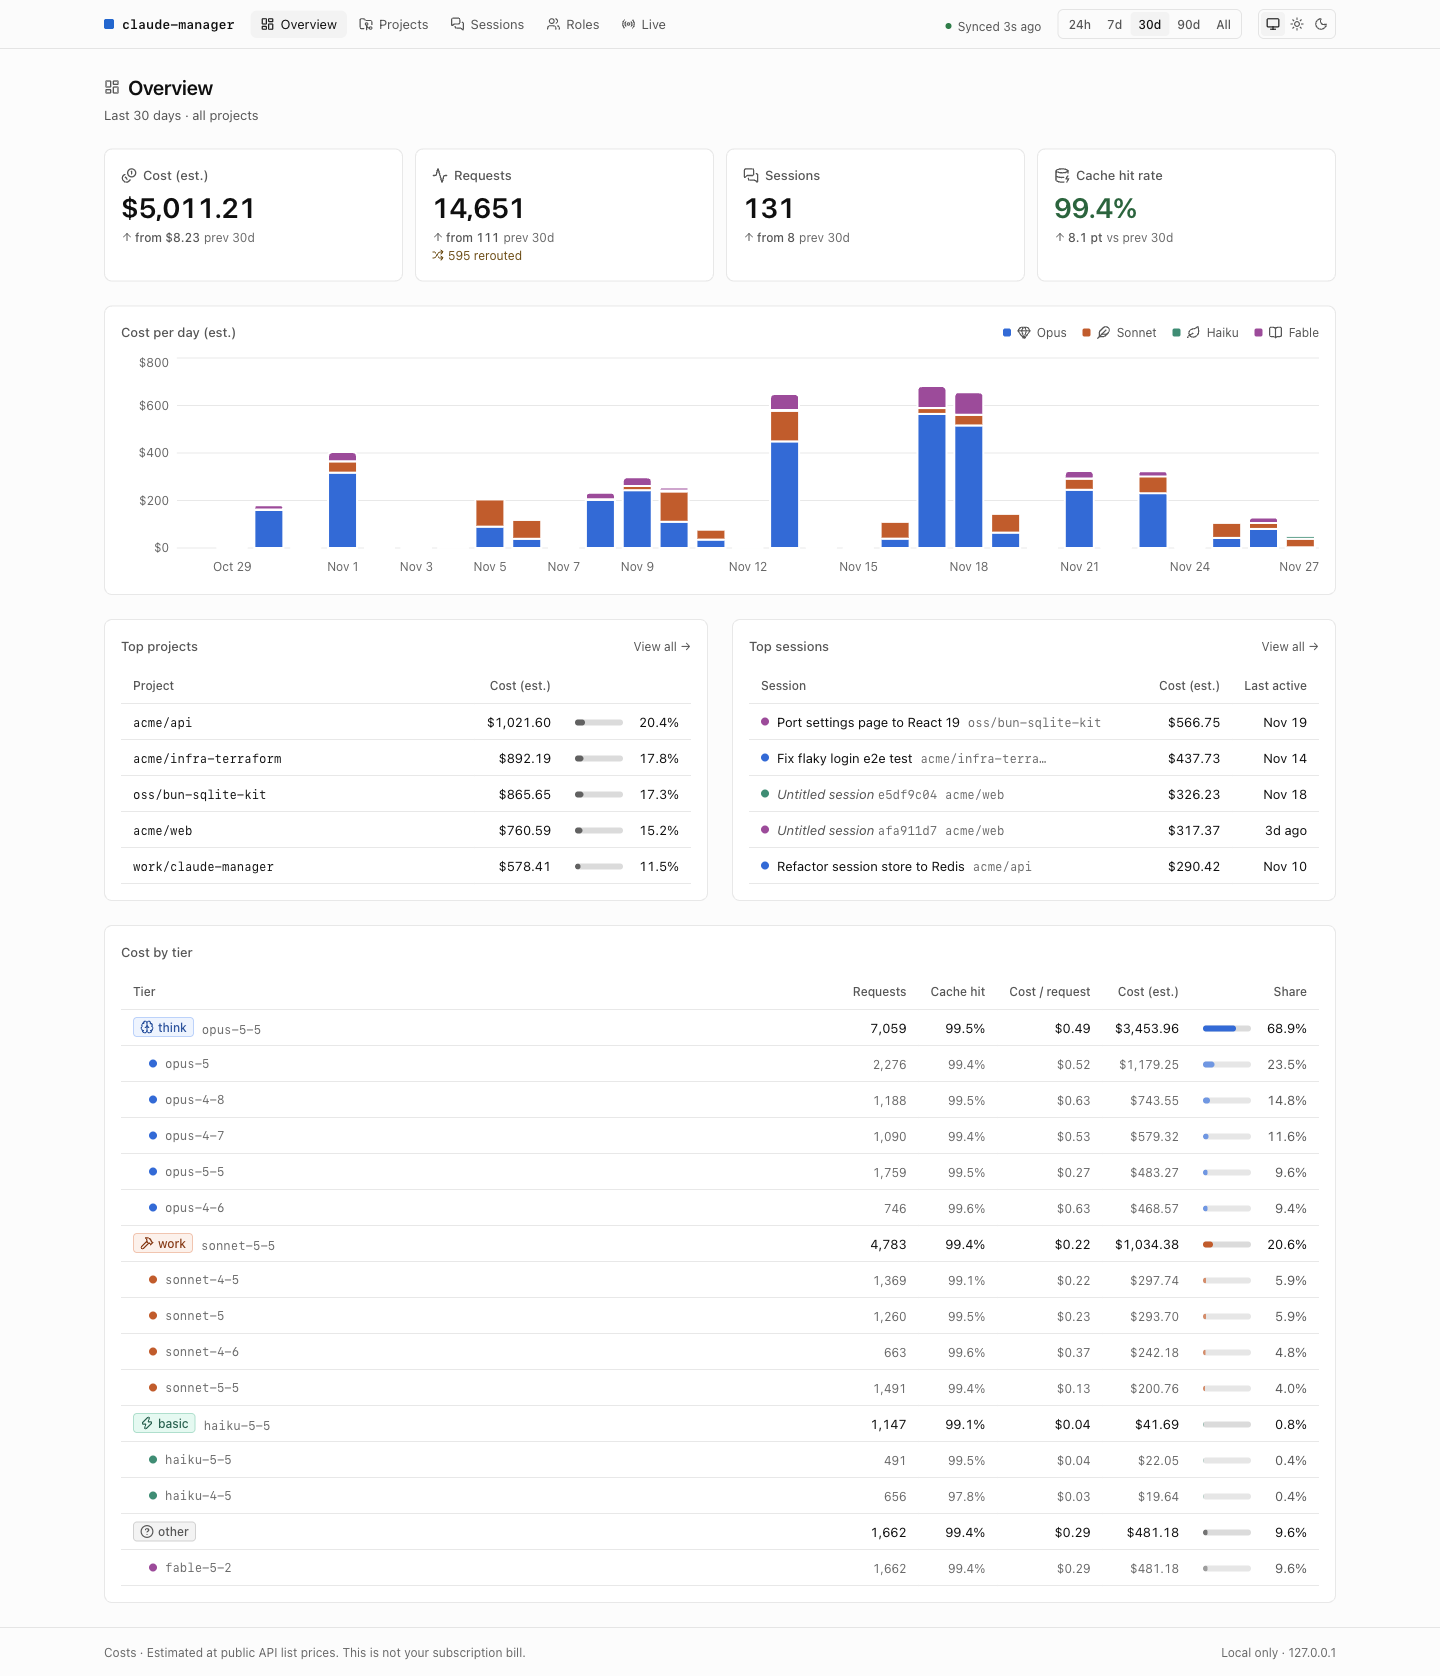 claude-manager Overview Projects Sessions Roles Live Synced 3s ago 24h 7d 30d 90d All
Overview
Last 30 days · all projects
Cost (est.)
$5,011.21
↑ from $8.23 prev 30d
Requests
14,651
↑ from 111 prev 30d
595 rerouted
Sessions
131
↑ from 8 prev 30d
Cache hit rate
99.4%
↑ 8.1 pt vs prev 30d
Cost per day (est.) Opus Sonnet Haiku Fable
$800
$600
$400
$200
$0
Oct 29 Nov 1 Nov 3 Nov 5 Nov 7 Nov 9 Nov 12 Nov 15 Nov 18 Nov 21 Nov 24 Nov 27
Top projects View all →
Project Cost (est.)
acme/api $1,021.60 20.4%
acme/infra-terraform $892.19 17.8%
oss/bun-sqlite-kit $865.65 17.3%
acme/web $760.59 15.2%
work/claude-manager $578.41 11.5%
Top sessions View all →
Session Cost (est.) Last active
Port settings page to React 19 oss/bun-sqlite-kit $566.75 Nov 19
Fix flaky login e2e test acme/infra-terra… $437.73 Nov 14
Untitled session e5df9c04 acme/web $326.23 Nov 18
Untitled session afa911d7 acme/web $317.37 3d ago
Refactor session store to Redis acme/api $290.42 Nov 10
Cost by tier
Tier Requests Cache hit Cost / request Cost (est.) Share
think opus-5-5 7,059 99.5% $0.49 $3,453.96 68.9%
opus-5 2,276 99.4% $0.52 $1,179.25 23.5%
opus-4-8 1,188 99.5% $0.63 $743.55 14.8%
opus-4-7 1,090 99.4% $0.53 $579.32 11.6%
opus-5-5 1,759 99.5% $0.27 $483.27 9.6%
opus-4-6 746 99.6% $0.63 $468.57 9.4%
work sonnet-5-5 4,783 99.4% $0.22 $1,034.38 20.6%
sonnet-4-5 1,369 99.1% $0.22 $297.74 5.9%
sonnet-5 1,260 99.5% $0.23 $293.70 5.9%
sonnet-4-6 663 99.6% $0.37 $242.18 4.8%
sonnet-5-5 1,491 99.4% $0.13 $200.76 4.0%
basic haiku-5-5 1,147 99.1% $0.04 $41.69 0.8%
haiku-5-5 491 99.5% $0.04 $22.05 0.4%
haiku-4-5 656 97.8% $0.03 $19.64 0.4%
other 1,662 99.4% $0.29 $481.18 9.6%
fable-5-2 1,662 99.4% $0.29 $481.18 9.6%
Costs · Estimated at public API list prices. This is not your subscription bill. Local only · 127.0.0.1